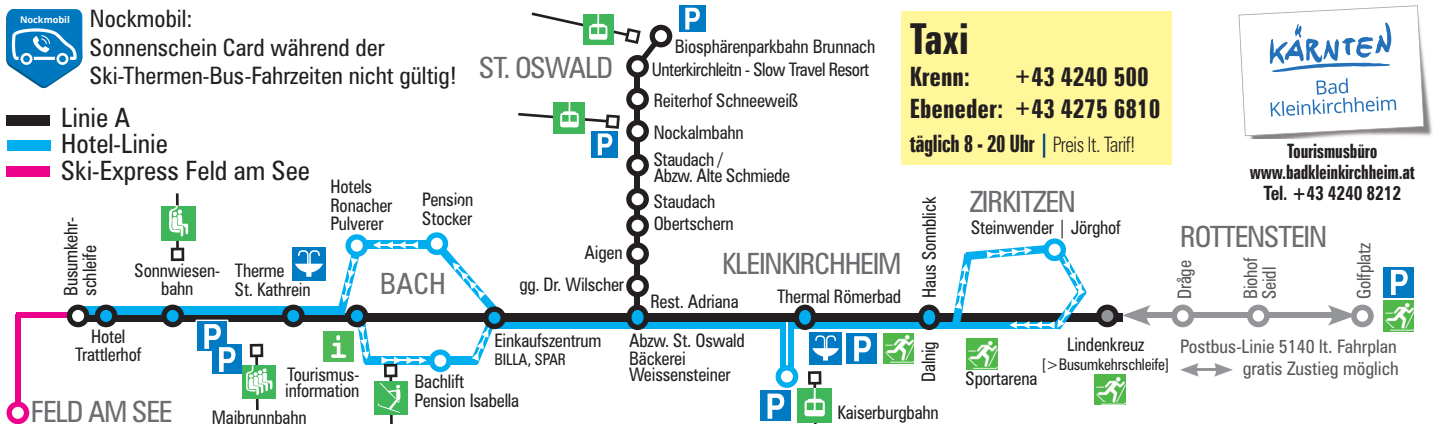 Nockmobil
Nockmobil:
Sonnenschein Card während der
Ski-Thermen-Bus-Fahrzeiten nicht gültig!
Linie A
Hotel-Linie
Ski-Express Feld am See
ST. OSWALD
P
Biosphärenparkbahn Brunnach
Unterkirchleitn - Slow Travel Resort
Reiterhof Schneeweiß
Nockalmbahn
P
Staudach /
Abzw. Alte Schmiede
Staudach
Obertschern
Aigen
gg. Dr. Wilscher
Rest. Adriana
Taxi
Krenn: +43 4240 500
Ebeneder: +43 4275 6810
täglich 8 - 20 Uhr | Preis lt. Tarif!
KÄRNTEN
Bad
Kleinkirchheim
Tourismusbüro
www.badkleinkirchheim.at
Tel. +43 4240 8212
Busumkehr-
schleife
Hotel
Trattlerhof
Sonnwiesen-
bahn
Therme
St. Kathrein
P
P
Maibrunnbahn
Hotels
Ronacher
Pulverer
Pension
Stocker
BACH
i
Tourismus-
information
Bachlift
Pension Isabella
Einkaufszentrum
BILLA, SPAR
Abzw. St. Oswald
Bäckerei
Weissensteiner
KLEINKIRCHHEIM
Thermal Römerbad
P
P
Kaiserburgbahn
Haus Sonnblick
Dalnig
Sportarena
ZIRKITZEN
Steinwender | Jörghof
Lindenkreuz
[>Busumkehrschleife]
ROTTENSTEIN
Dräge
Biohof
Seidl
Golfplatz
P
Postbus-Linie 5140 lt. Fahrplan
gratis Zustieg möglich
FELD AM SEE